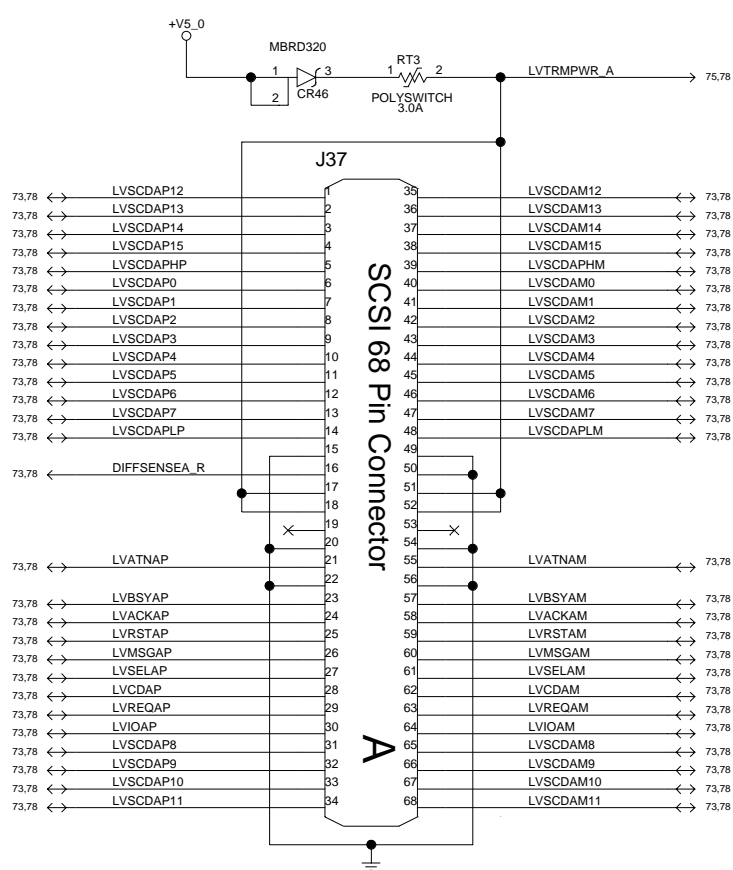 +V5_0
MBRD320
1 3
2
CR46
RT3
1 2
POLYSWITCH
3.0A
LVTRMPWR_A 75,78
J37
SCSI 68 Pin Connector
A
73,78 LVSCDAP12 1 35 LVSCDAM12 73,78
73,78 LVSCDAP13 2 36 LVSCDAM13 73,78
73,78 LVSCDAP14 3 37 LVSCDAM14 73,78
73,78 LVSCDAP15 4 38 LVSCDAM15 73,78
73,78 LVSCDAPHP 5 39 LVSCDAPHM 73,78
73,78 LVSCDAP0 6 40 LVSCDAM0 73,78
73,78 LVSCDAP1 7 41 LVSCDAM1 73,78
73,78 LVSCDAP2 8 42 LVSCDAM2 73,78
73,78 LVSCDAP3 9 43 LVSCDAM3 73,78
73,78 LVSCDAP4 10 44 LVSCDAM4 73,78
73,78 LVSCDAP5 11 45 LVSCDAM5 73,78
73,78 LVSCDAP6 12 46 LVSCDAM6 73,78
73,78 LVSCDAP7 13 47 LVSCDAM7 73,78
73,78 LVSCDAPLP 14 48 LVSCDAPLM 73,78
15 49
73,78 DIFFSENSEA_R 16 50
17 51
18 52
19 53
20 54
73,78 LVATNAP 21 55 LVATNAM 73,78
22 56
73,78 LVBSYAP 23 57 LVBSYAM 73,78
73,78 LVACKAP 24 58 LVACKAM 73,78
73,78 LVRSTAP 25 59 LVRSTAM 73,78
73,78 LVMSGAP 26 60 LVMSGAM 73,78
73,78 LVSELAP 27 61 LVSELAM 73,78
73,78 LVCDAP 28 62 LVCDAM 73,78
73,78 LVREQAP 29 63 LVREQAM 73,78
73,78 LVIOAP 30 64 LVIOAM 73,78
73,78 LVSCDAP8 31 65 LVSCDAM8 73,78
73,78 LVSCDAP9 32 66 LVSCDAM9 73,78
73,78 LVSCDAP10 33 67 LVSCDAM10 73,78
73,78 LVSCDAP11 34 68 LVSCDAM11 73,78